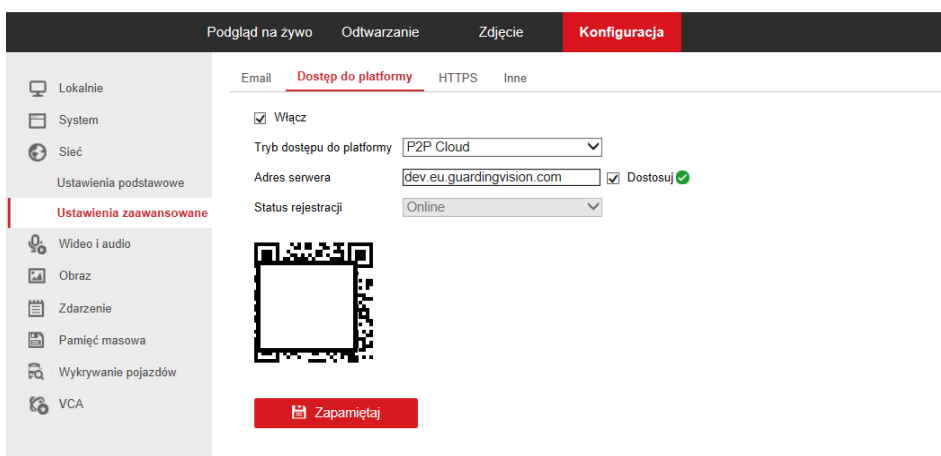 Podgląd na żywo Odtwarzanie Zdjęcie Konfiguracja
Email Dostęp do platformy HTTPS Inne
Lokalnie
System
Sieć
Ustawienia podstawowe
Ustawienia zaawansowane
Wideo i audio
Obraz
Zdarzenie
Pamięć masowa
Wykrywanie pojazdów
VCA
Włącz
Tryb dostępu do platformy P2P Cloud
Adres serwera dev.eu.guardingvision.com Dostosuj
Status rejestracji Online
Zapamiętaj